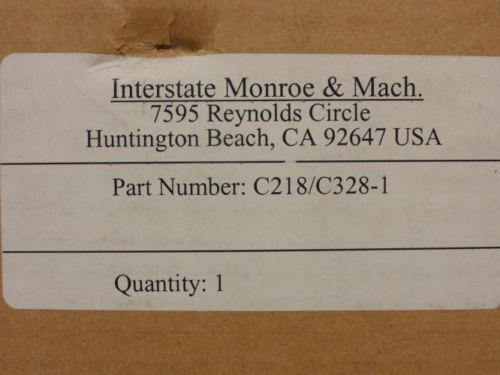 Interstate Monroe & Mach.
7595 Reynolds Circle
Huntington Beach, CA 92647 USA
Part Number: C218/C328-1
Quantity: 1